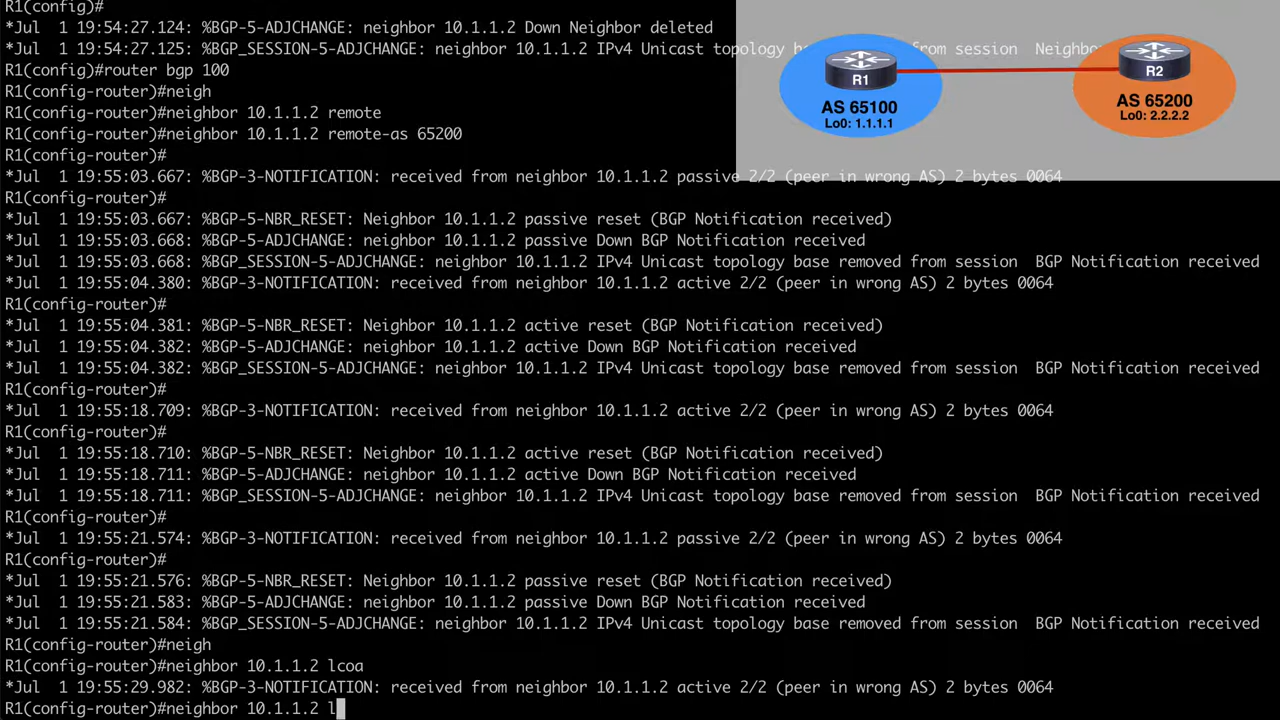 R1(config)#
*Jul  1 19:54:27.124: %BGP-5-ADJCHANGE: neighbor 10.1.1.2 Down Neighbor deleted
*Jul  1 19:54:27.125: %BGP_SESSION-5-ADJCHANGE: neighbor 10.1.1.2 IPv4 Unicast topology base removed from session  Neighbor
R1(config)#router bgp 100
R1(config-router)#neigh
R1(config-router)#neighbor 10.1.1.2 remote
R1(config-router)#neighbor 10.1.1.2 remote-as 65200
R1(config-router)#
*Jul  1 19:55:03.667: %BGP-3-NOTIFICATION: received from neighbor 10.1.1.2 passive 2/2 (peer in wrong AS) 2 bytes 0064
R1(config-router)#
*Jul  1 19:55:03.667: %BGP-5-NBR_RESET: Neighbor 10.1.1.2 passive reset (BGP Notification received)
*Jul  1 19:55:03.668: %BGP-5-ADJCHANGE: neighbor 10.1.1.2 passive Down BGP Notification received
*Jul  1 19:55:03.668: %BGP_SESSION-5-ADJCHANGE: neighbor 10.1.1.2 IPv4 Unicast topology base removed from session  BGP Notification received
*Jul  1 19:55:04.380: %BGP-3-NOTIFICATION: received from neighbor 10.1.1.2 active 2/2 (peer in wrong AS) 2 bytes 0064
R1(config-router)#
*Jul  1 19:55:04.381: %BGP-5-NBR_RESET: Neighbor 10.1.1.2 active reset (BGP Notification received)
*Jul  1 19:55:04.382: %BGP-5-ADJCHANGE: neighbor 10.1.1.2 active Down BGP Notification received
*Jul  1 19:55:04.382: %BGP_SESSION-5-ADJCHANGE: neighbor 10.1.1.2 IPv4 Unicast topology base removed from session  BGP Notification received
R1(config-router)#
*Jul  1 19:55:18.709: %BGP-3-NOTIFICATION: received from neighbor 10.1.1.2 active 2/2 (peer in wrong AS) 2 bytes 0064
R1(config-router)#
*Jul  1 19:55:18.710: %BGP-5-NBR_RESET: Neighbor 10.1.1.2 active reset (BGP Notification received)
*Jul  1 19:55:18.711: %BGP-5-ADJCHANGE: neighbor 10.1.1.2 active Down BGP Notification received
*Jul  1 19:55:18.711: %BGP_SESSION-5-ADJCHANGE: neighbor 10.1.1.2 IPv4 Unicast topology base removed from session  BGP Notification received
R1(config-router)#
*Jul  1 19:55:21.574: %BGP-3-NOTIFICATION: received from neighbor 10.1.1.2 passive 2/2 (peer in wrong AS) 2 bytes 0064
R1(config-router)#
*Jul  1 19:55:21.576: %BGP-5-NBR_RESET: Neighbor 10.1.1.2 passive reset (BGP Notification received)
*Jul  1 19:55:21.583: %BGP-5-ADJCHANGE: neighbor 10.1.1.2 passive Down BGP Notification received
*Jul  1 19:55:21.584: %BGP_SESSION-5-ADJCHANGE: neighbor 10.1.1.2 IPv4 Unicast topology base removed from session  BGP Notification received
R1(config-router)#neigh
R1(config-router)#neighbor 10.1.1.2 lcoa
*Jul  1 19:55:29.982: %BGP-3-NOTIFICATION: received from neighbor 10.1.1.2 active 2/2 (peer in wrong AS) 2 bytes 0064
R1(config-router)#neighbor 10.1.1.2 l
R1
AS 65100
Lo0: 1.1.1.1
R2
AS 65200
Lo0: 2.2.2.2